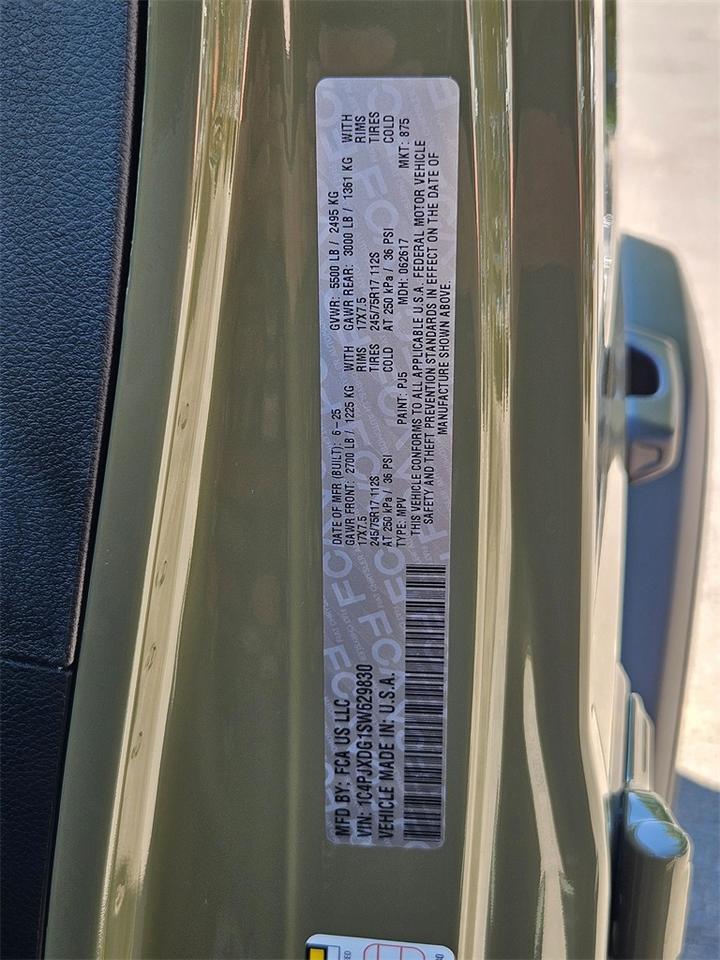 MFD BY: FCA US LLC
VIN: 1C4PJXDG1SW629830
VEHICLE MADE IN: U.S.A.
DATE OF MFR (BUILT): 6-25 GVWR: 5500 LB / 2495 KG
GAWR FRONT: 2700 LB / 1225 KG WITH GAWR REAR: 3000 LB / 1361 KG WITH
17X7.5 RIMS 17X7.5 RIMS
245/75R17 112S TIRES 245/75R17 112S TIRES
AT 250 kPa / 36 PSI COLD AT 250 kPa / 36 PSI COLD
TYPE: MPV PAINT: PJ5 MDH: 062617 MKT: 875
THIS VEHICLE CONFORMS TO ALL APPLICABLE U.S.A. FEDERAL MOTOR VEHICLE
SAFETY AND THEFT PREVENTION STANDARDS IN EFFECT ON THE DATE OF
MANUFACTURE SHOWN ABOVE.